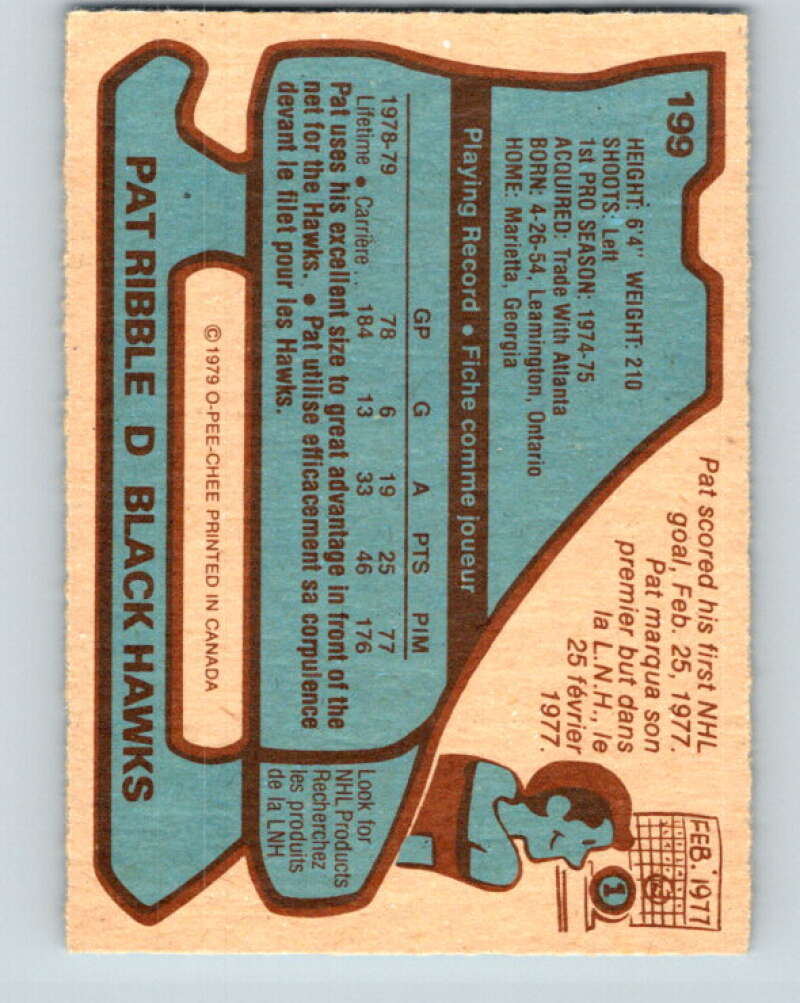 199
HEIGHT: 6'4" WEIGHT: 210
SHOOTS: Left
1st PRO SEASON: 1974-75
ACQUIRED: Trade With Atlanta
BORN: 4-26-54, Leamington, Ontario
HOME: Marietta, Georgia
Pat scored his first NHL
goal, Feb. 25, 1977.
Pat marqua son
premier but dans
la L.N.H., le
25 février
1977.
FEB. 1977
1
Playing Record • Fiche comme joueur
GP G A PTS PIM
1978-79 78 6 19 25 77
Lifetime • Carrière... 184 13 33 46 176
Pat uses his excellent size to great advantage in front of the
net for the Hawks. • Pat utilise efficacement sa corpulence
devant le filet pour les Hawks.
Look for
NHL Products
Recherchez
les produits
de la LNH
© 1979 O-PEE-CHEE PRINTED IN CANADA
PAT RIBBLE D BLACK HAWKS